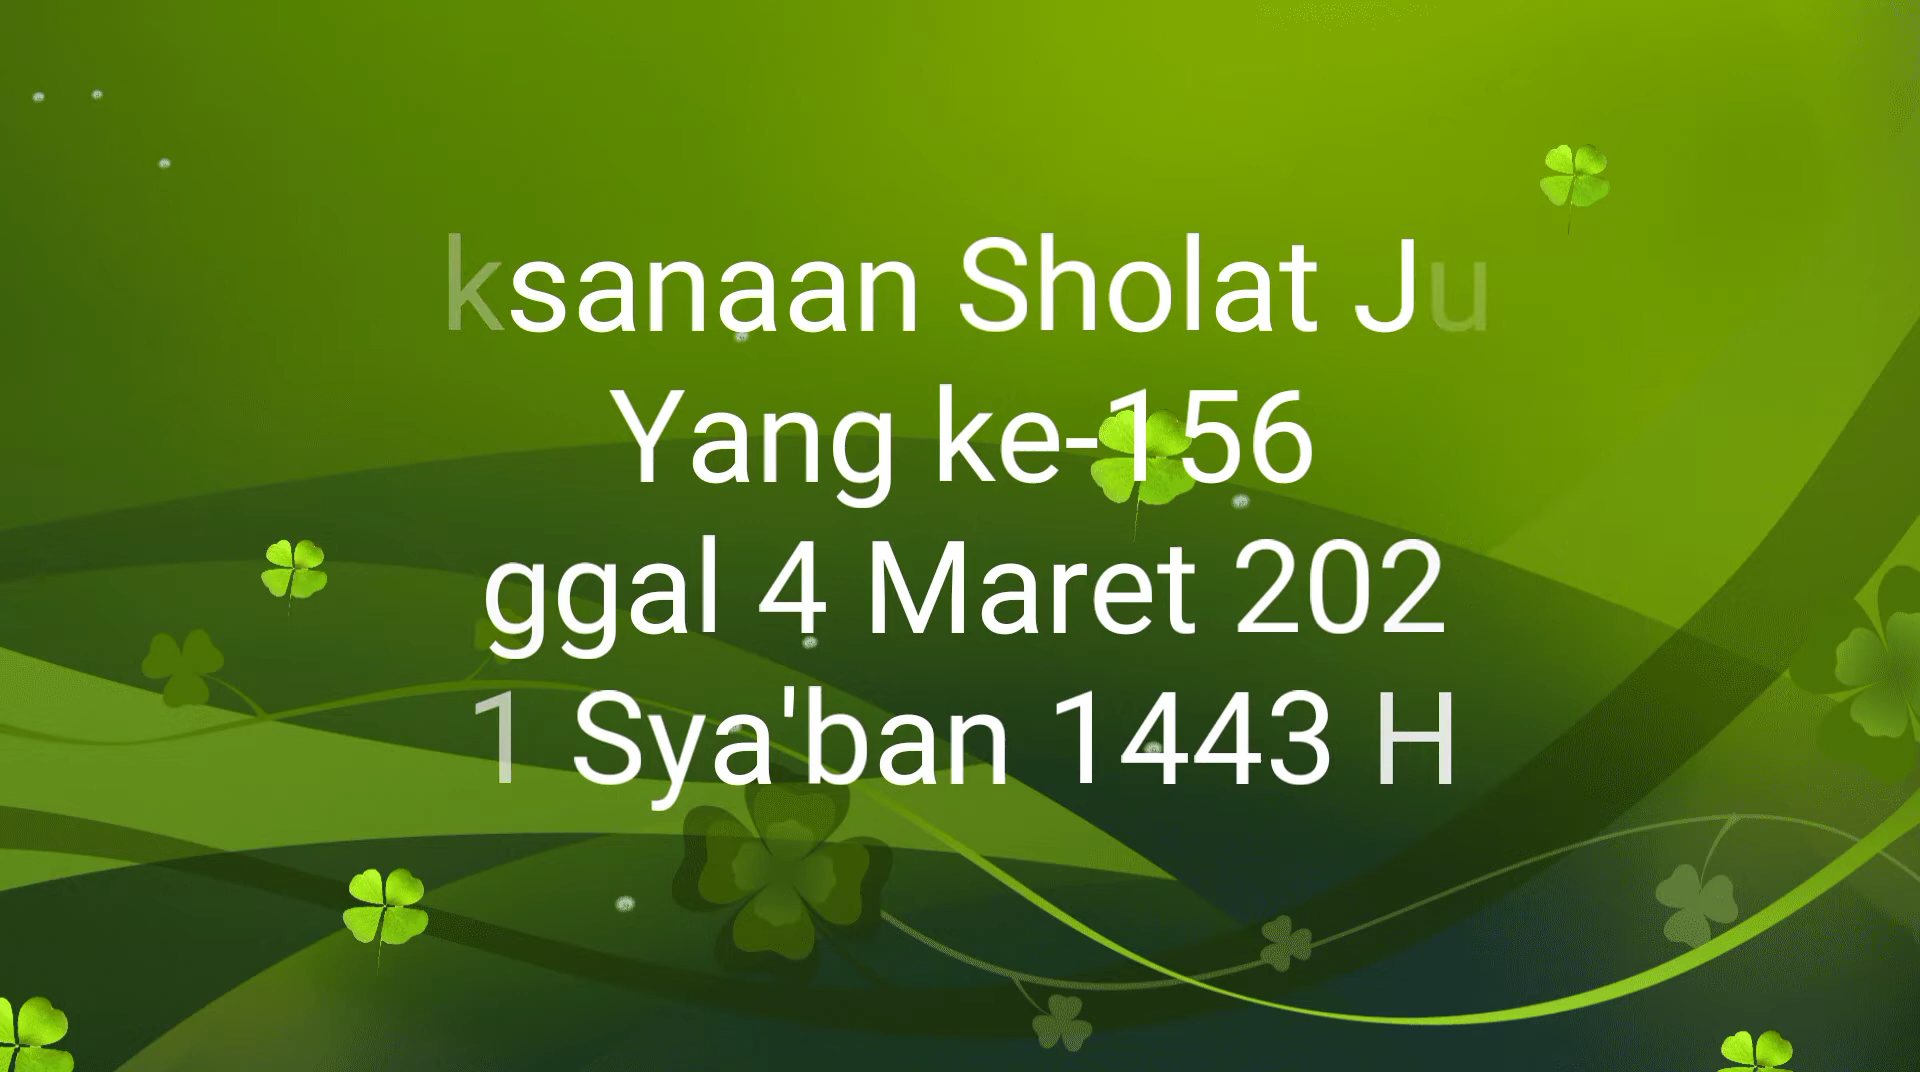 ksanaan Sholat Ju
Yang ke-156
ggal 4 Maret 202
1 Sya'ban 1443 H